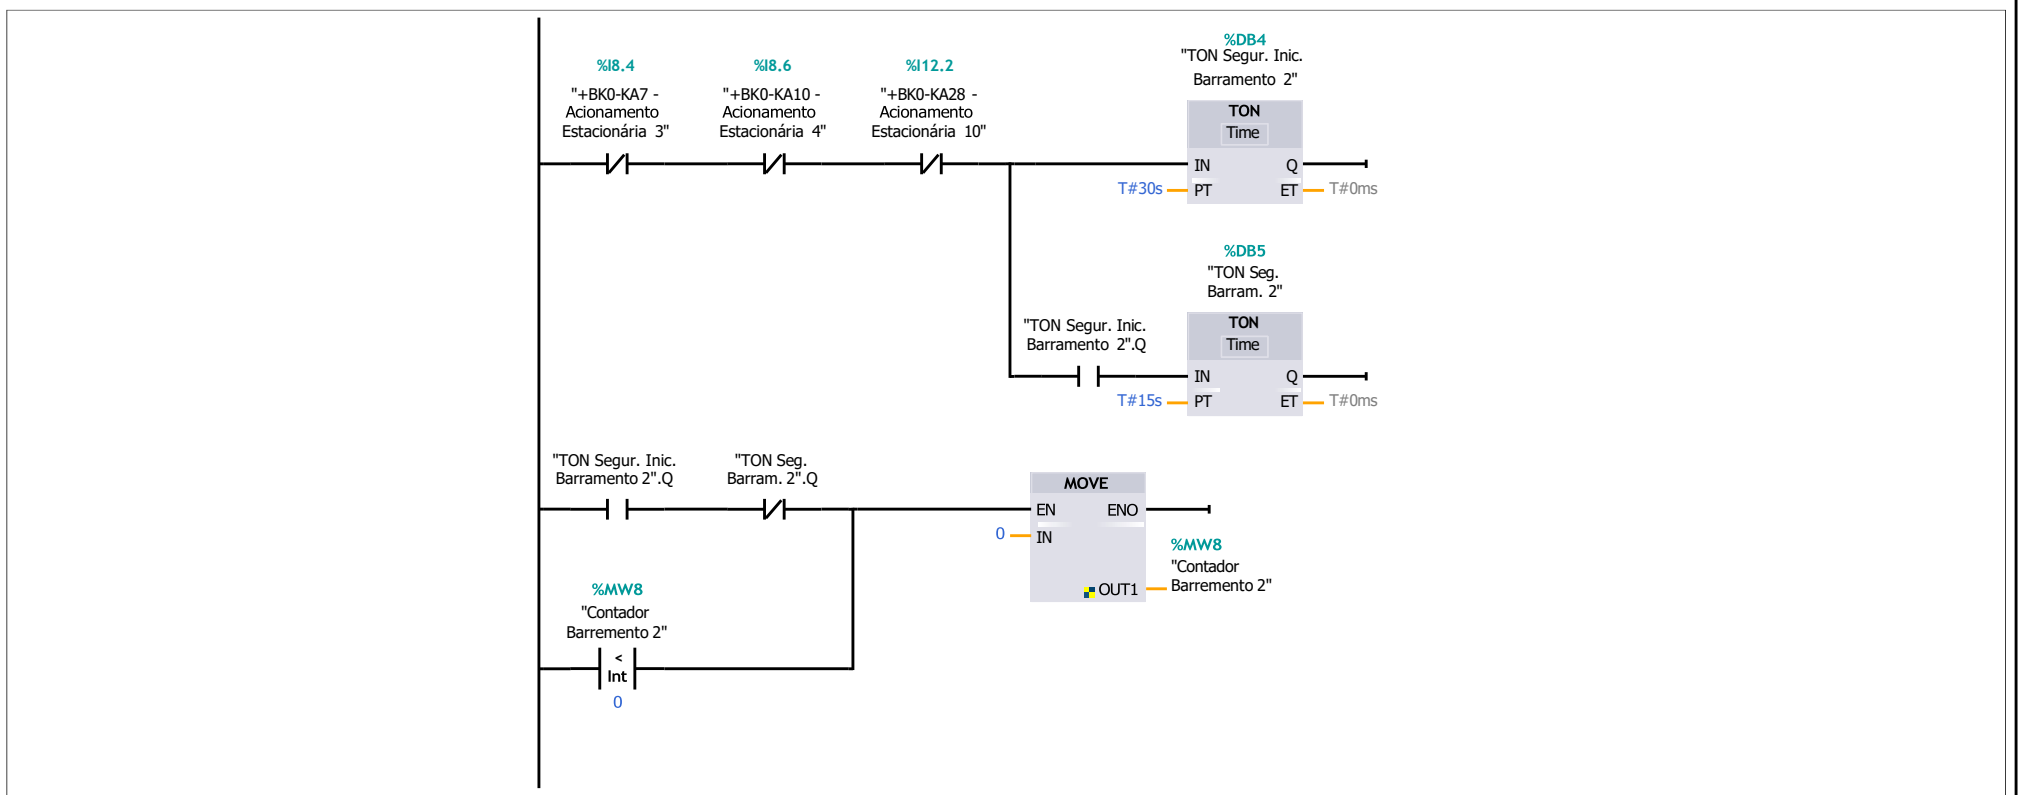 %DB4
"TON Segur. Inic.
Barramento 2"
%I8.4
%I8.6
%I12.2
"+BK0-KA7 -
Acionamento
Estacionária 3"
"+BK0-KA10 -
Acionamento
Estacionária 4"
"+BK0-KA28 -
Acionamento
Estacionária 10"
TON
Time
IN
Q
T#30s
PT
ET
T#0ms
%DB5
"TON Seg.
Barram. 2"
"TON Segur. Inic.
Barramento 2".Q
TON
Time
IN
Q
T#15s
PT
ET
T#0ms
"TON Segur. Inic.
Barramento 2".Q
"TON Seg.
Barram. 2".Q
MOVE
EN
ENO
0
IN
%MW8
"Contador
Barremento 2"
OUT1
%MW8
"Contador
Barremento 2"
<
Int
0